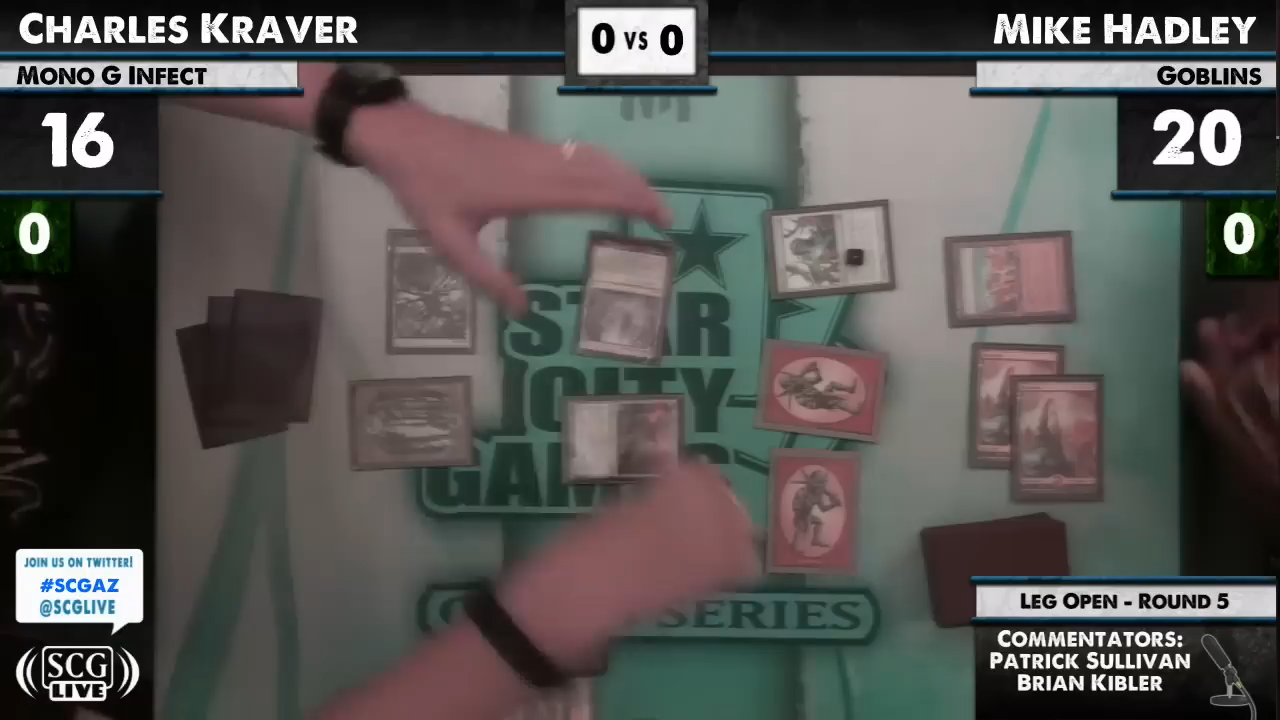 CHARLES KRAVER
0 VS 0
MIKE HADLEY
MONO G INFECT
GOBLINS
16
20
0
0
STAR
CITY
GAMES
SERIES
JOIN US ON TWITTER!
#SCGAZ
@SCGLIVE
SCG
LIVE
LEG OPEN - ROUND 5
COMMENTATORS:
PATRICK SULLIVAN
BRIAN KIBLER